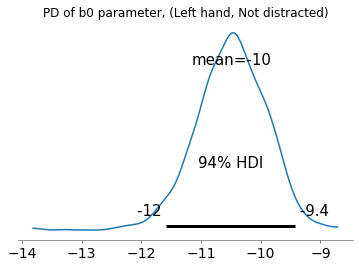 PD of b0 parameter, (Left hand, Not distracted)
mean=-10
94% HDI
-12 -9.4
−14 −13 −12 −11 −10 −9